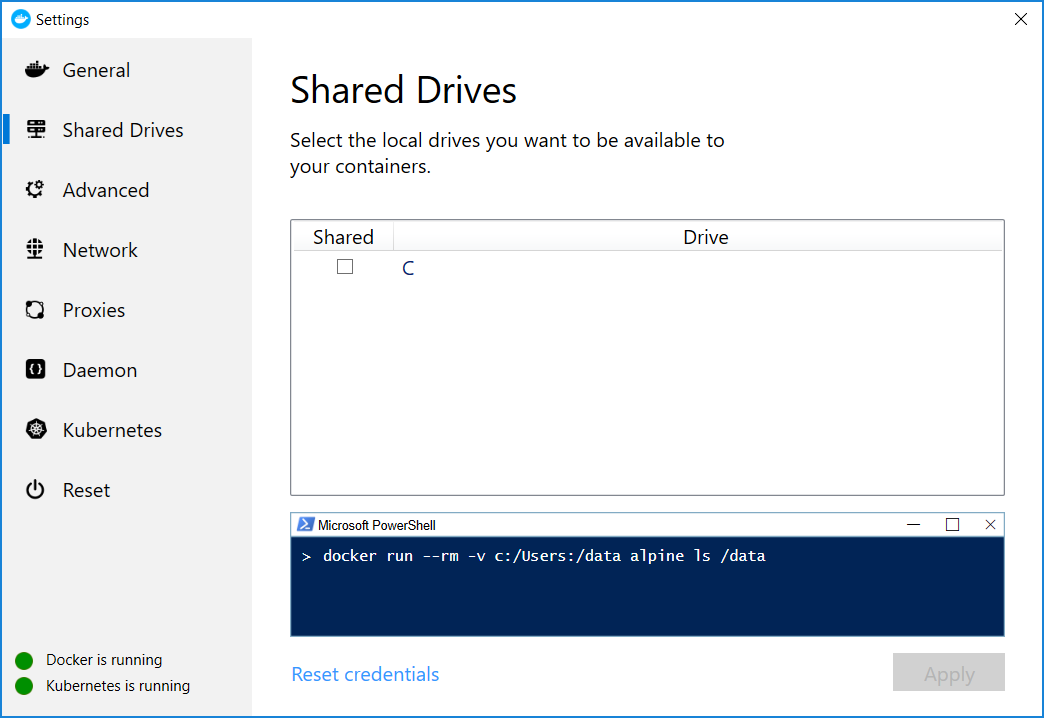 Settings
General
Shared Drives
Advanced
Network
Proxies
Daemon
Kubernetes
Reset
Docker is running
Kubernetes is running
Shared Drives
Select the local drives you want to be available to
your containers.
Shared Drive
C
Microsoft PowerShell
> docker run --rm -v c:/Users:/data alpine ls /data
Reset credentials
Apply